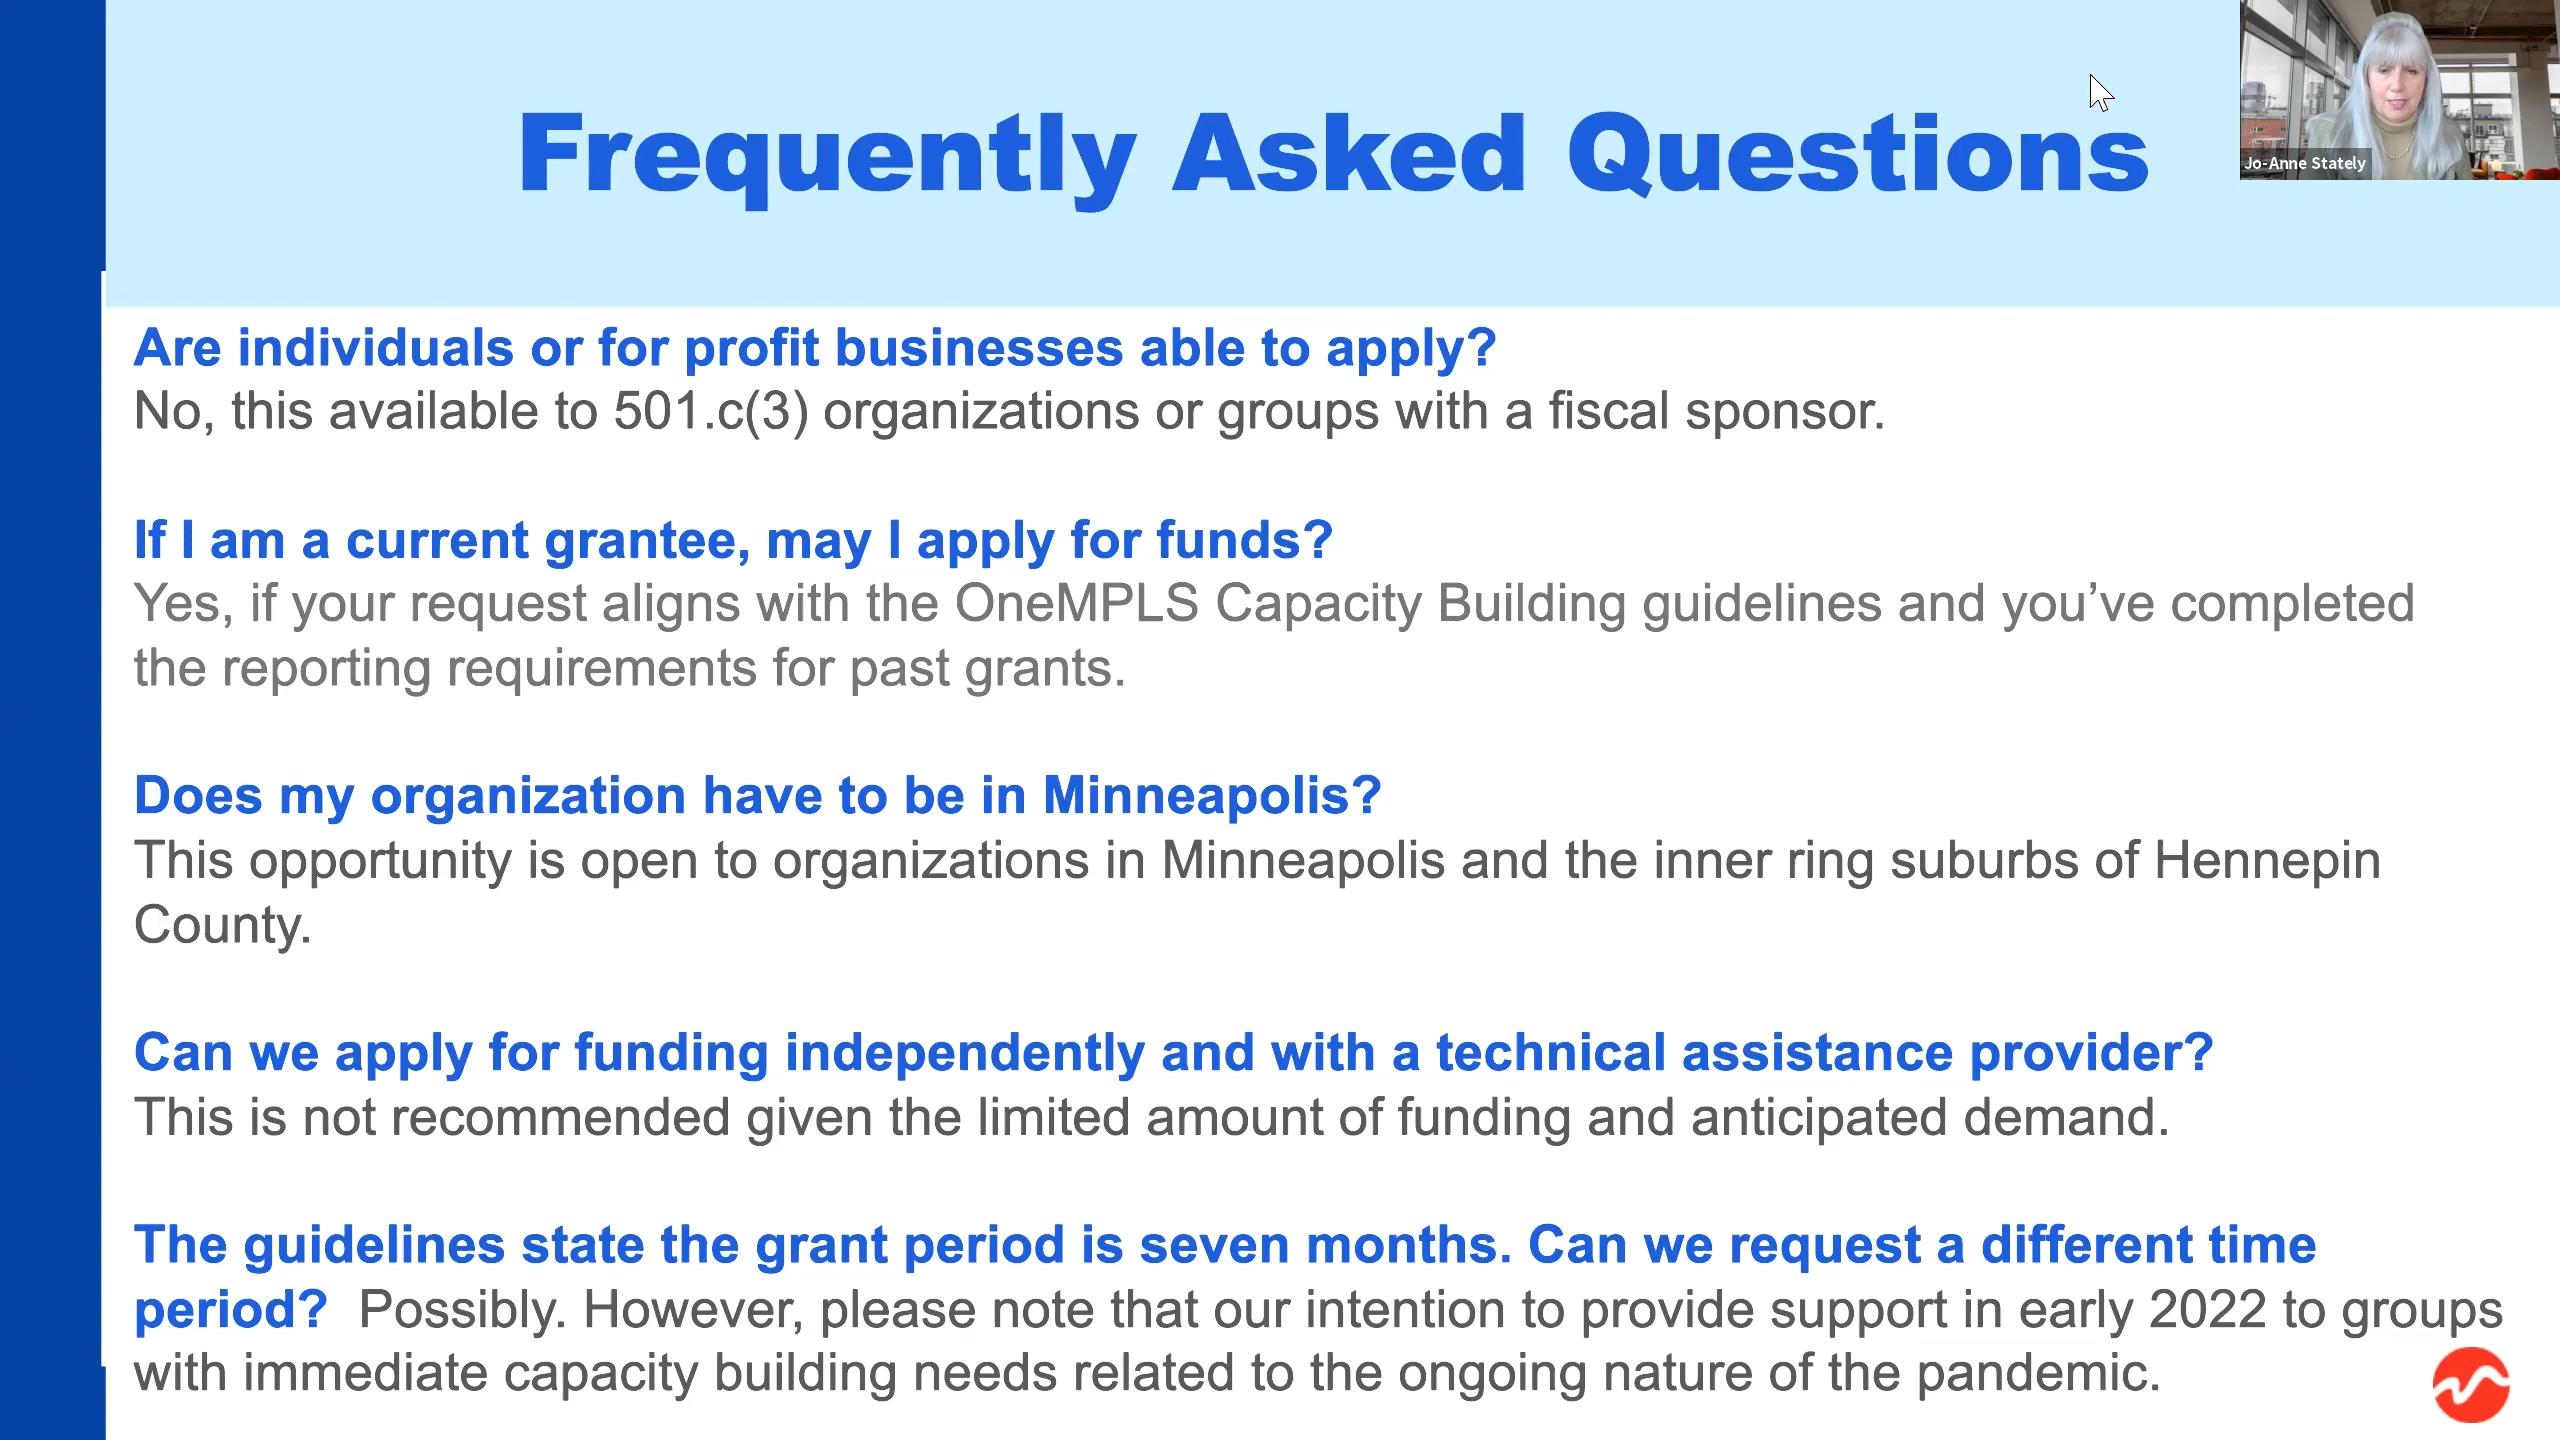 Frequently Asked Questions
Jo-Anne Stately
Are individuals or for profit businesses able to apply?
No, this available to 501.c(3) organizations or groups with a fiscal sponsor.
If I am a current grantee, may I apply for funds?
Yes, if your request aligns with the OneMPLS Capacity Building guidelines and you’ve completed
the reporting requirements for past grants.
Does my organization have to be in Minneapolis?
This opportunity is open to organizations in Minneapolis and the inner ring suburbs of Hennepin
County.
Can we apply for funding independently and with a technical assistance provider?
This is not recommended given the limited amount of funding and anticipated demand.
The guidelines state the grant period is seven months. Can we request a different time
period? Possibly. However, please note that our intention to provide support in early 2022 to groups
with immediate capacity building needs related to the ongoing nature of the pandemic.